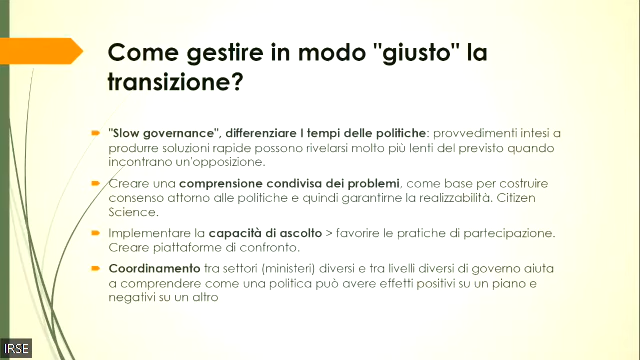 Come gestire in modo "giusto" la
transizione?
"Slow governance", differenziare I tempi delle politiche: provvedimenti intesi a
produrre soluzioni rapide possono rivelarsi molto più lenti del previsto quando
incontrano un'opposizione.
Creare una comprensione condivisa dei problemi, come base per costruire
consenso attorno alle politiche e quindi garantirne la realizzabilità. Citizen
Science.
Implementare la capacità di ascolto > favorire le pratiche di partecipazione.
Creare piattaforme di confronto.
Coordinamento tra settori (ministeri) diversi e tra livelli diversi di governo aiuta
a comprendere come una politica può avere effetti positivi su un piano e
negativi su un altro
IRSE